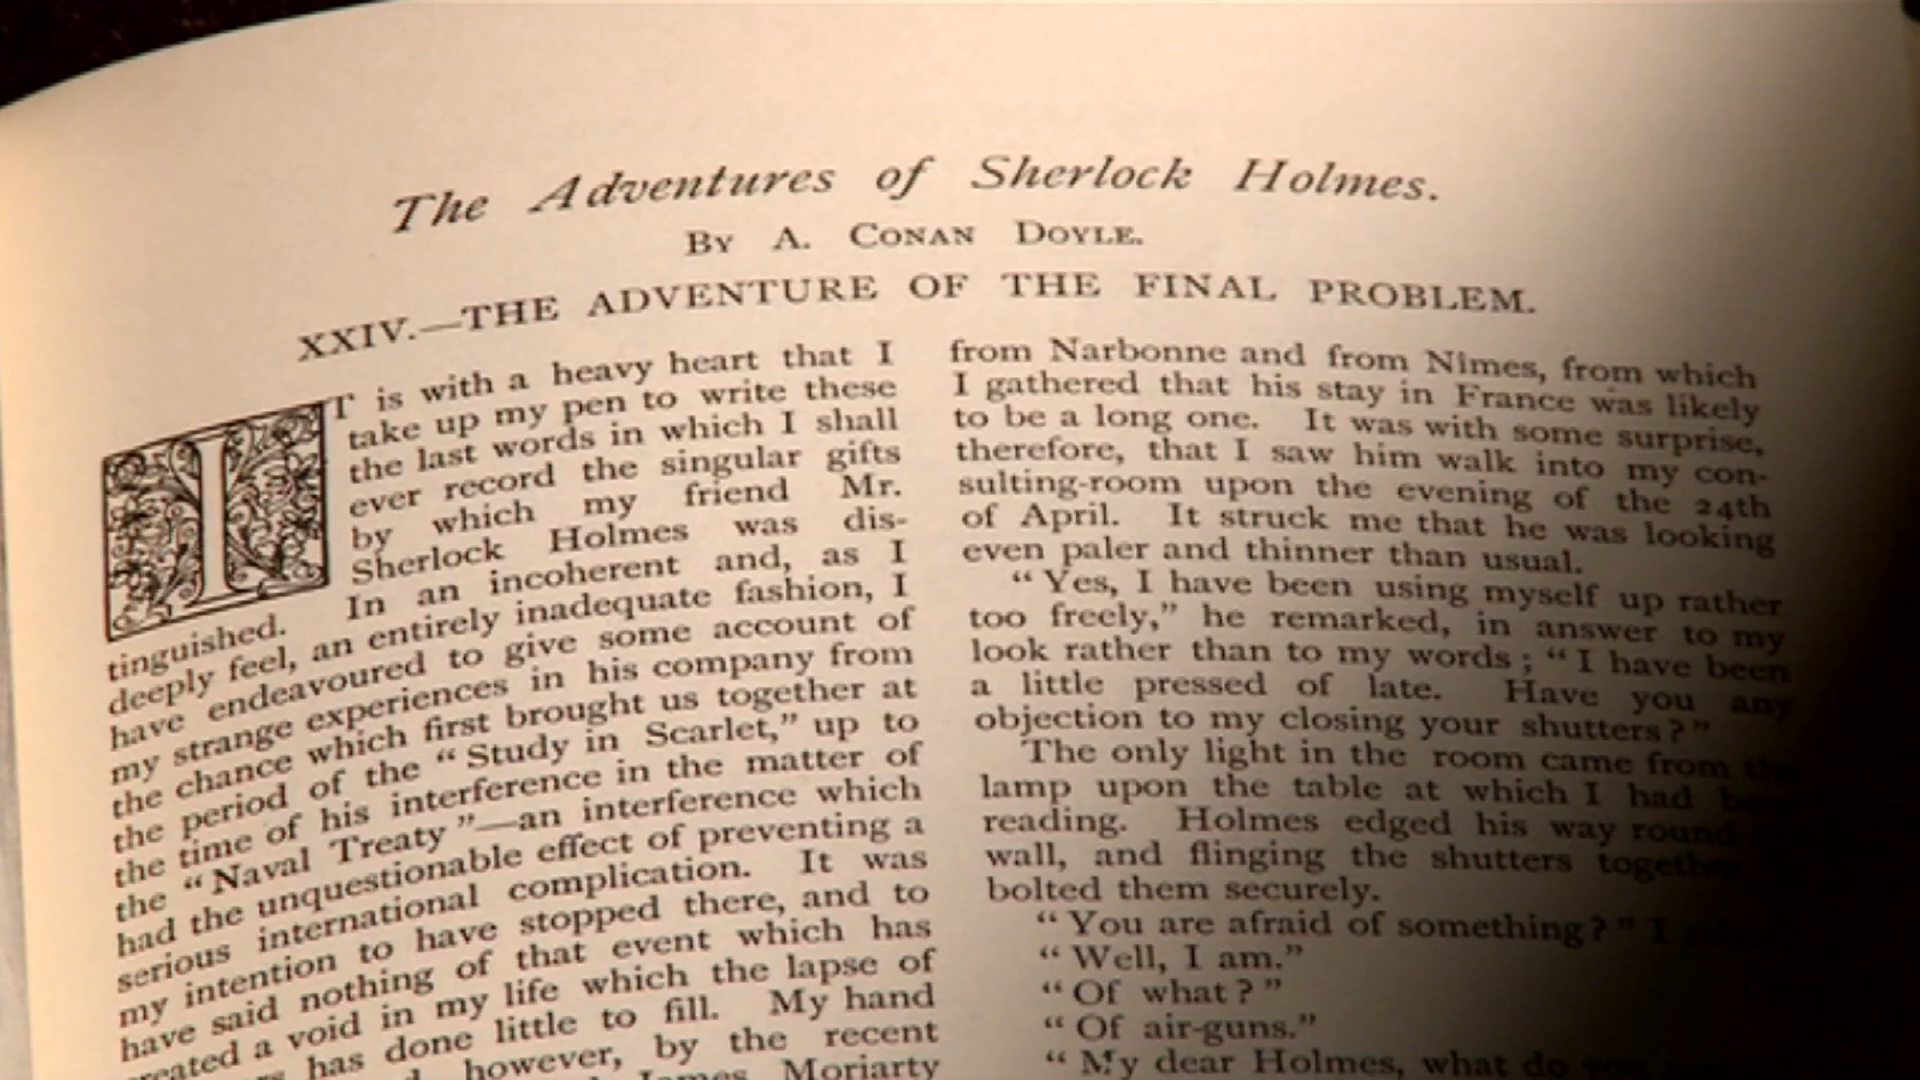 The Adventures of Sherlock Holmes.
BY A. CONAN DOYLE.
XXIV.—THE ADVENTURE OF THE FINAL PROBLEM.
IT is with a heavy heart that I
take up my pen to write these
the last words in which I shall
ever record the singular gifts
by which my friend Mr.
Sherlock Holmes was dis-
tinguished. In an incoherent and, as I
deeply feel, an entirely inadequate fashion, I
have endeavoured to give some account of
my strange experiences in his company from
the chance which first brought us together at
the period of the “Study in Scarlet,” up to
the time of his interference in the matter of
the “Naval Treaty”—an interference which
had the unquestionable effect of preventing a
serious international complication. It was
my intention to have stopped there, and to
have said nothing of that event which has
created a void in my life which the lapse of
has done little to fill. My hand
however, by the recent
James Moriarty
from Narbonne and from Nîmes, from which
I gathered that his stay in France was likely
to be a long one. It was with some surprise,
therefore, that I saw him walk into my con-
sulting-room upon the evening of the 24th
of April. It struck me that he was looking
even paler and thinner than usual.
“Yes, I have been using myself up rather
too freely,” he remarked, in answer to my
look rather than to my words; “I have been
a little pressed of late. Have you any
objection to my closing your shutters?”
The only light in the room came from the
lamp upon the table at which I had
reading. Holmes edged his way round
wall, and flinging the shutters together
bolted them securely.
“You are afraid of something?” I
“Well, I am.”
“Of what?”
“Of air-guns.”
“My dear Holmes, what do